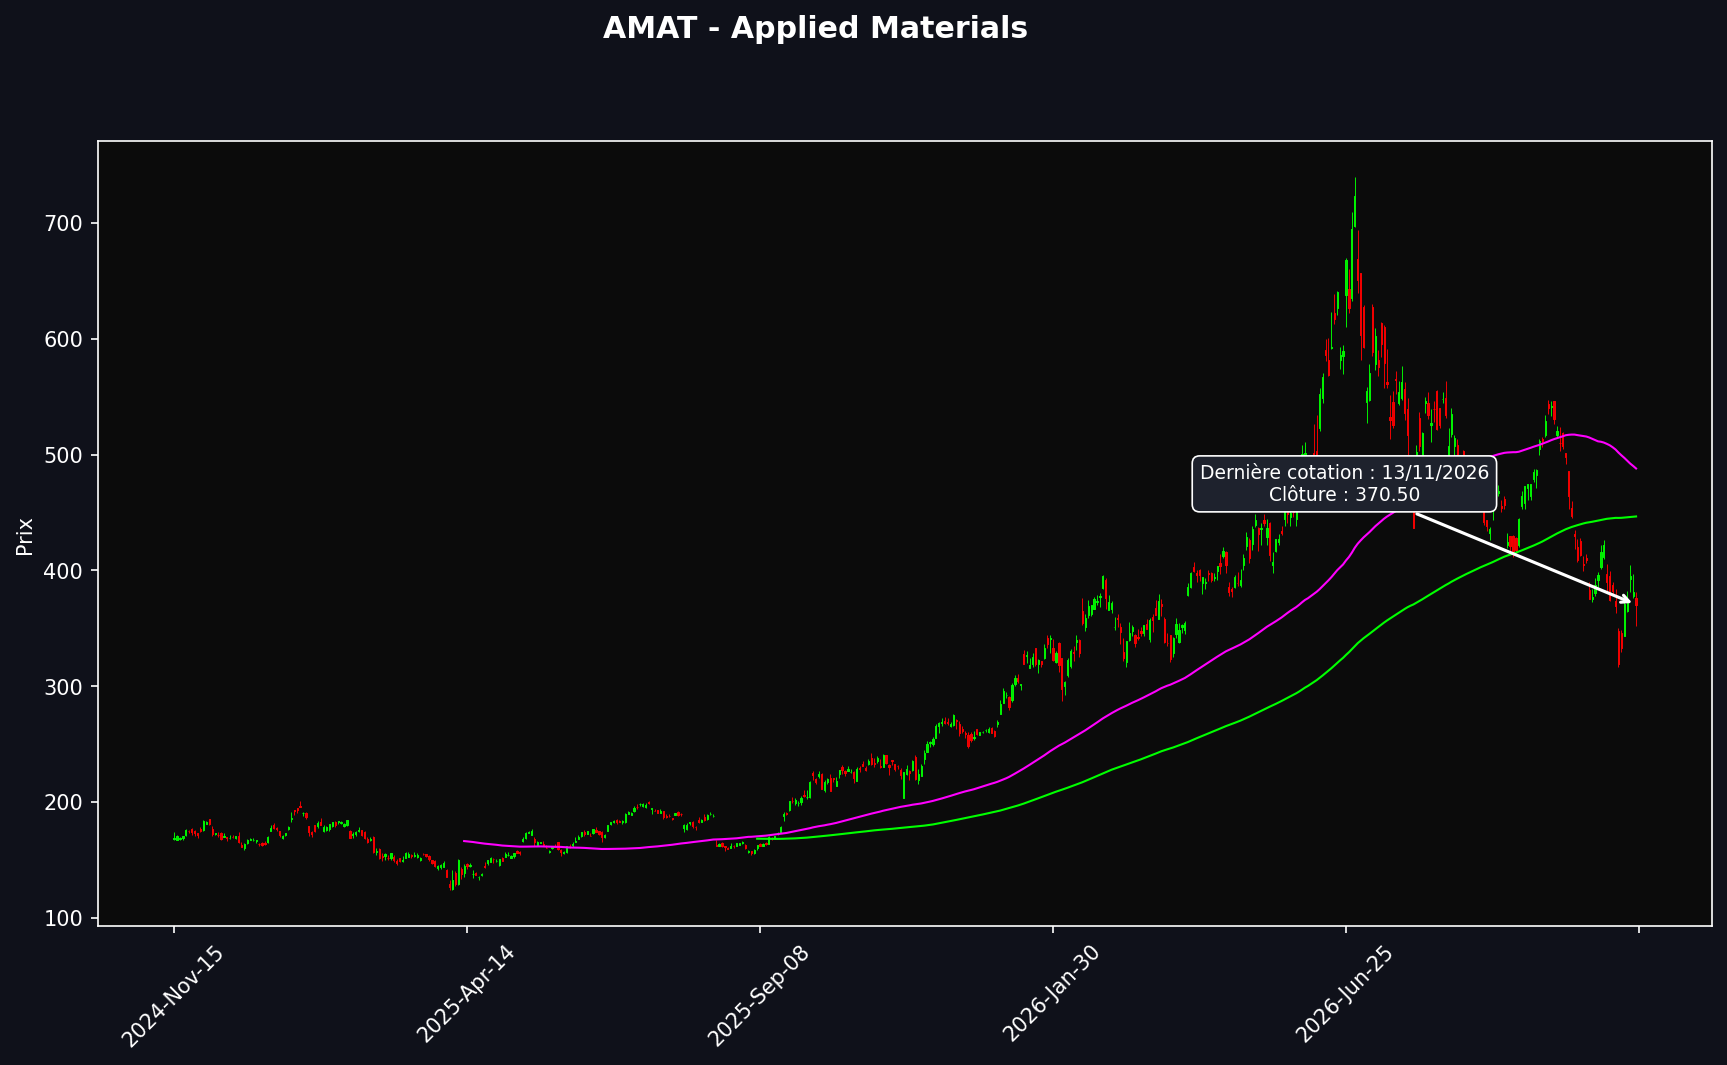 AMAT - Applied Materials
Prix
700
600
500
400
300
200
100
Dernière cotation : 13/11/2026
Clôture : 370.50
2024-Nov-15
2025-Apr-14
2025-Sep-08
2026-Jan-30
2026-Jun-25